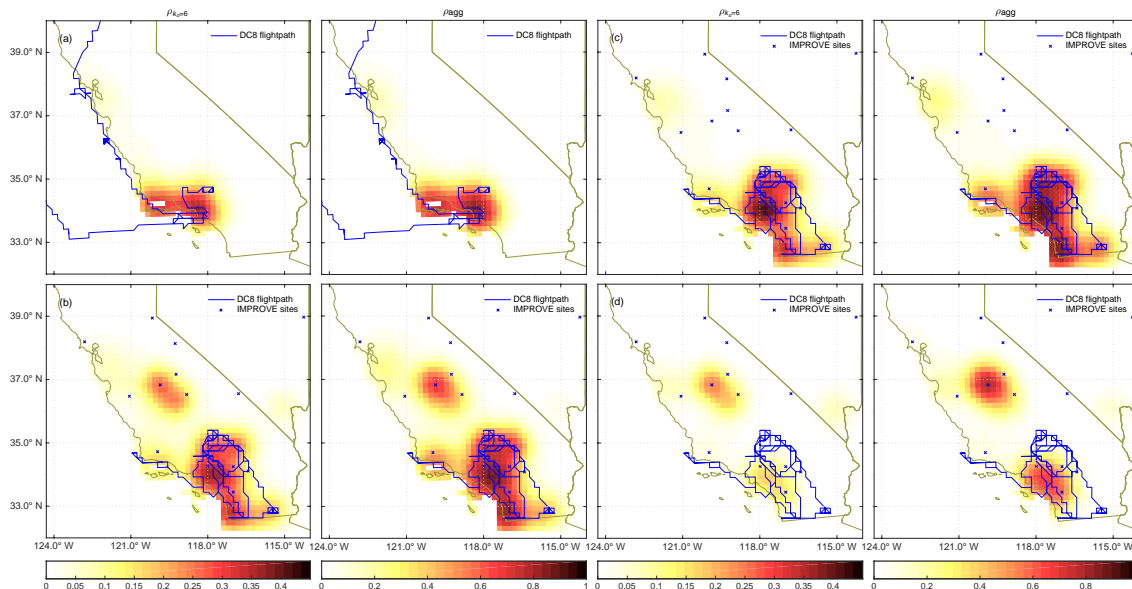 ρkd=6 ρagg ρkd=6 ρagg
(a) DC8 flightpath
DC8 flightpath
(c) DC8 flightpath
IMPROVE sites
DC8 flightpath
IMPROVE sites
39.0° N
37.0° N
35.0° N
33.0° N
(b) DC8 flightpath
IMPROVE sites
DC8 flightpath
IMPROVE sites
(d) DC8 flightpath
IMPROVE sites
DC8 flightpath
IMPROVE sites
39.0° N
37.0° N
35.0° N
33.0° N
124.0° W 121.0° W 118.0° W 115.0° W 124.0° W 121.0° W 118.0° W 115.0° W 124.0° W 121.0° W 118.0° W 115.0° W 124.0° W 121.0° W 118.0° W 115.0° W
0 0.05 0.1 0.15 0.2 0.25 0.3 0.35 0.4 0 0.2 0.4 0.6 0.8 1 0 0.05 0.1 0.15 0.2 0.25 0.3 0.35 0.4 0 0.2 0.4 0.6 0.8